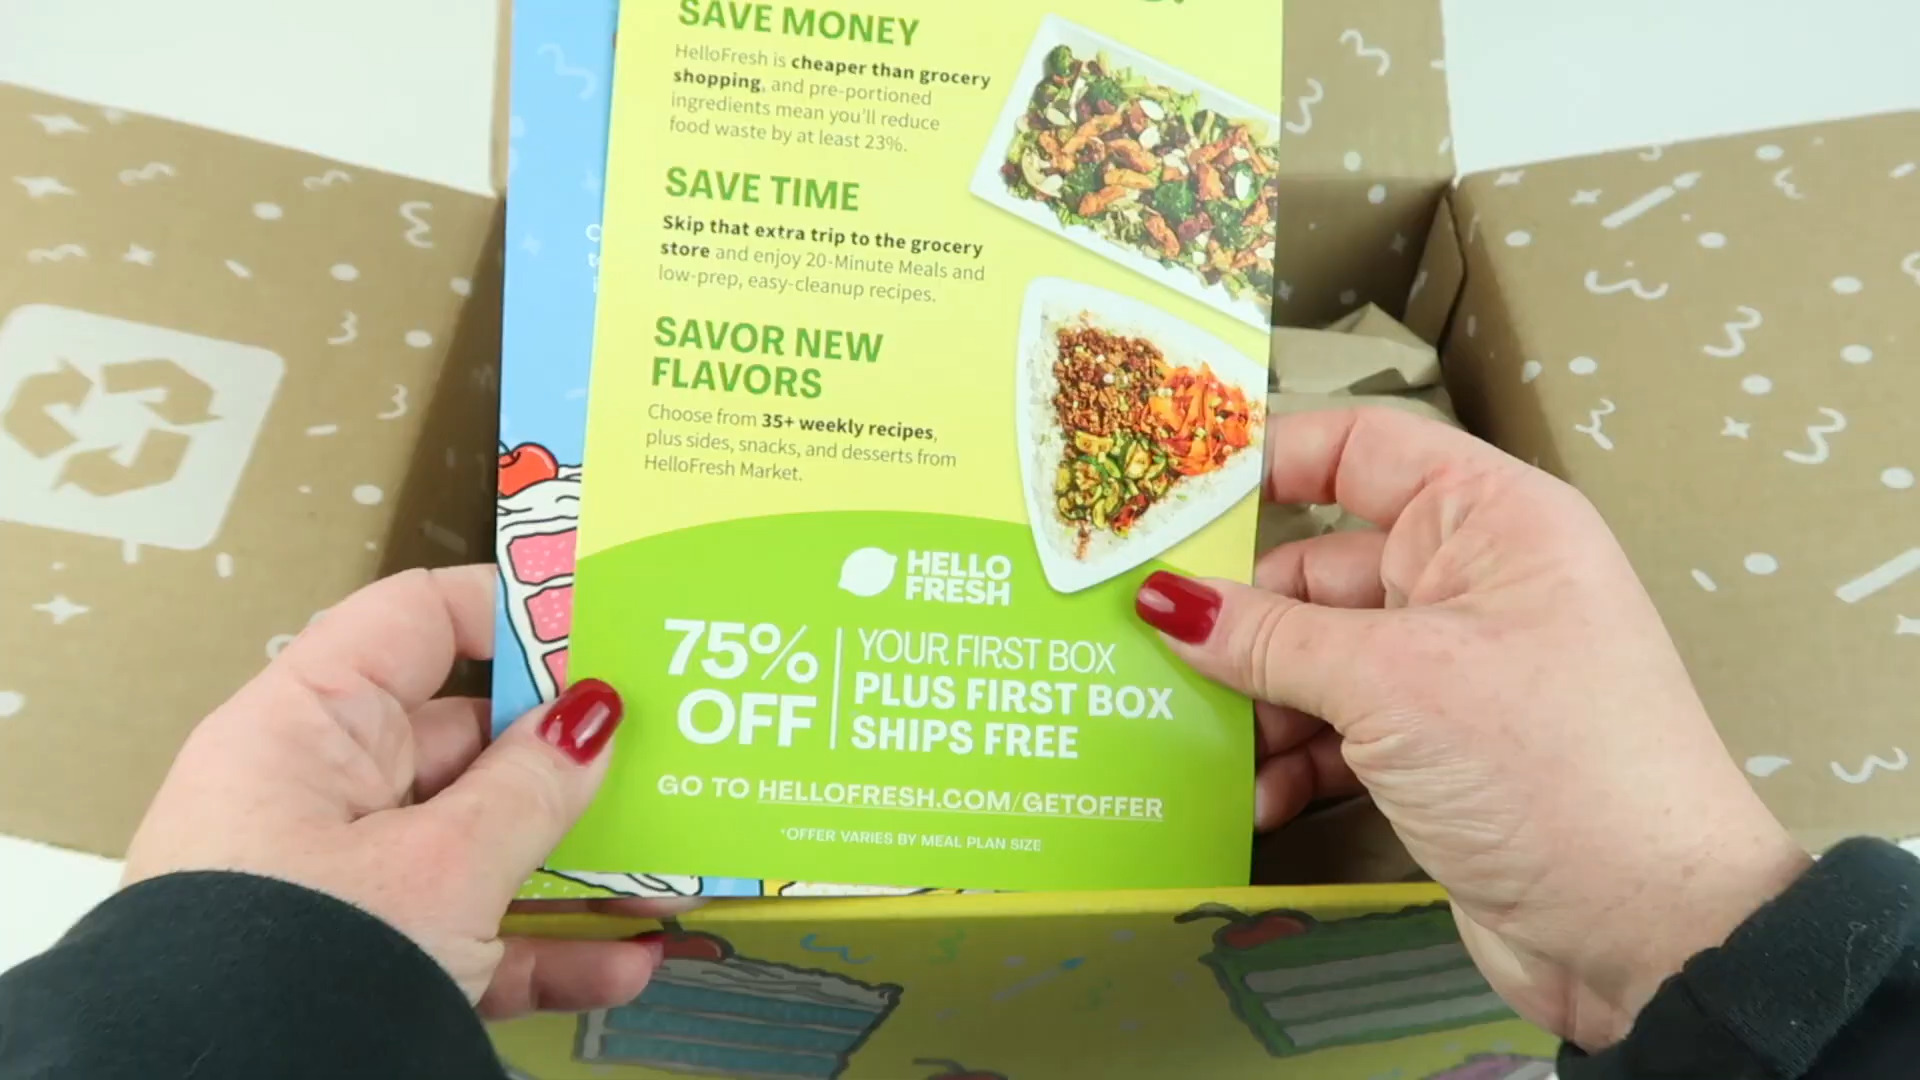 SAVE MONEY
HelloFresh is cheaper than grocery
shopping, and pre-portioned
ingredients mean you'll reduce
food waste by at least 23%.
SAVE TIME
Skip that extra trip to the grocery
store and enjoy 20-Minute Meals and
low-prep, easy-cleanup recipes.
SAVOR NEW
FLAVORS
Choose from 35+ weekly recipes,
plus sides, snacks, and desserts from
HelloFresh Market.
HELLO
FRESH
75%
OFF
YOUR FIRST BOX
PLUS FIRST BOX
SHIPS FREE
GO TO HELLOFRESH.COM/GETOFFER
*OFFER VARIES BY MEAL PLAN SIZE